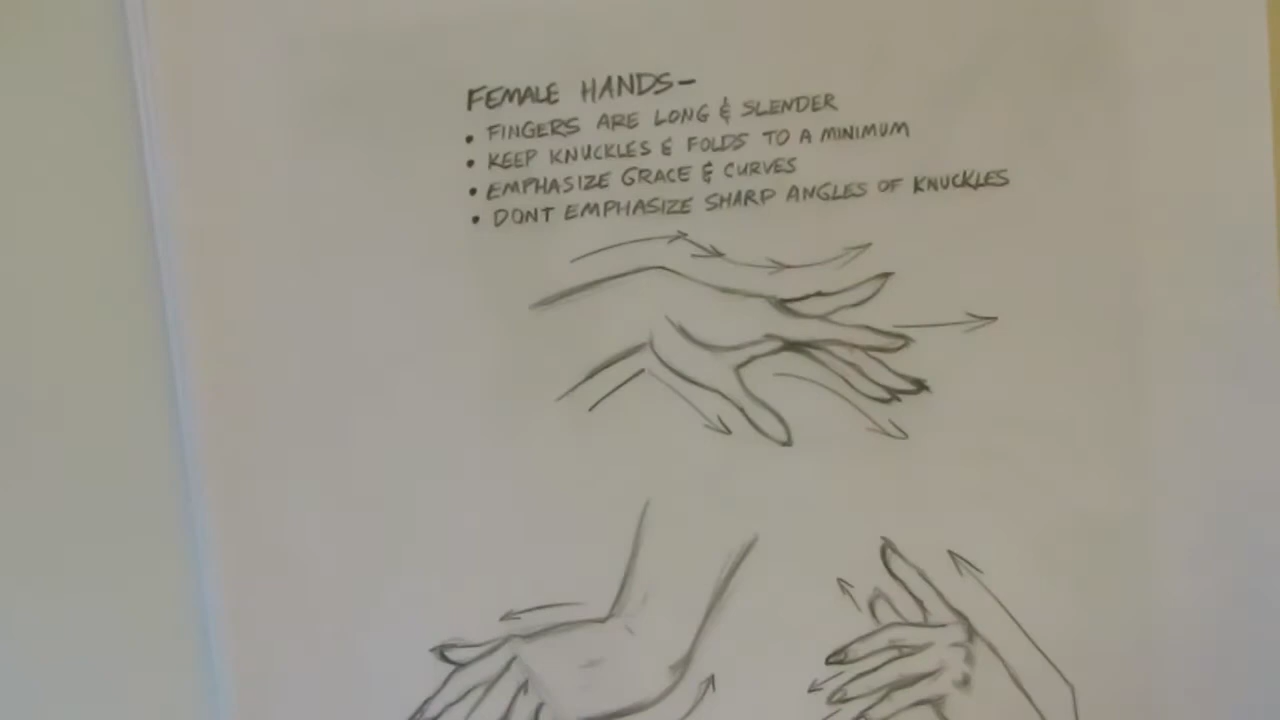 FEMALE HANDS-
• FINGERS ARE LONG & SLENDER
• KEEP KNUCKLES & FOLDS TO A MINIMUM
• EMPHASIZE GRACE & CURVES
• DONT EMPHASIZE SHARP ANGLES OF KNUCKLES